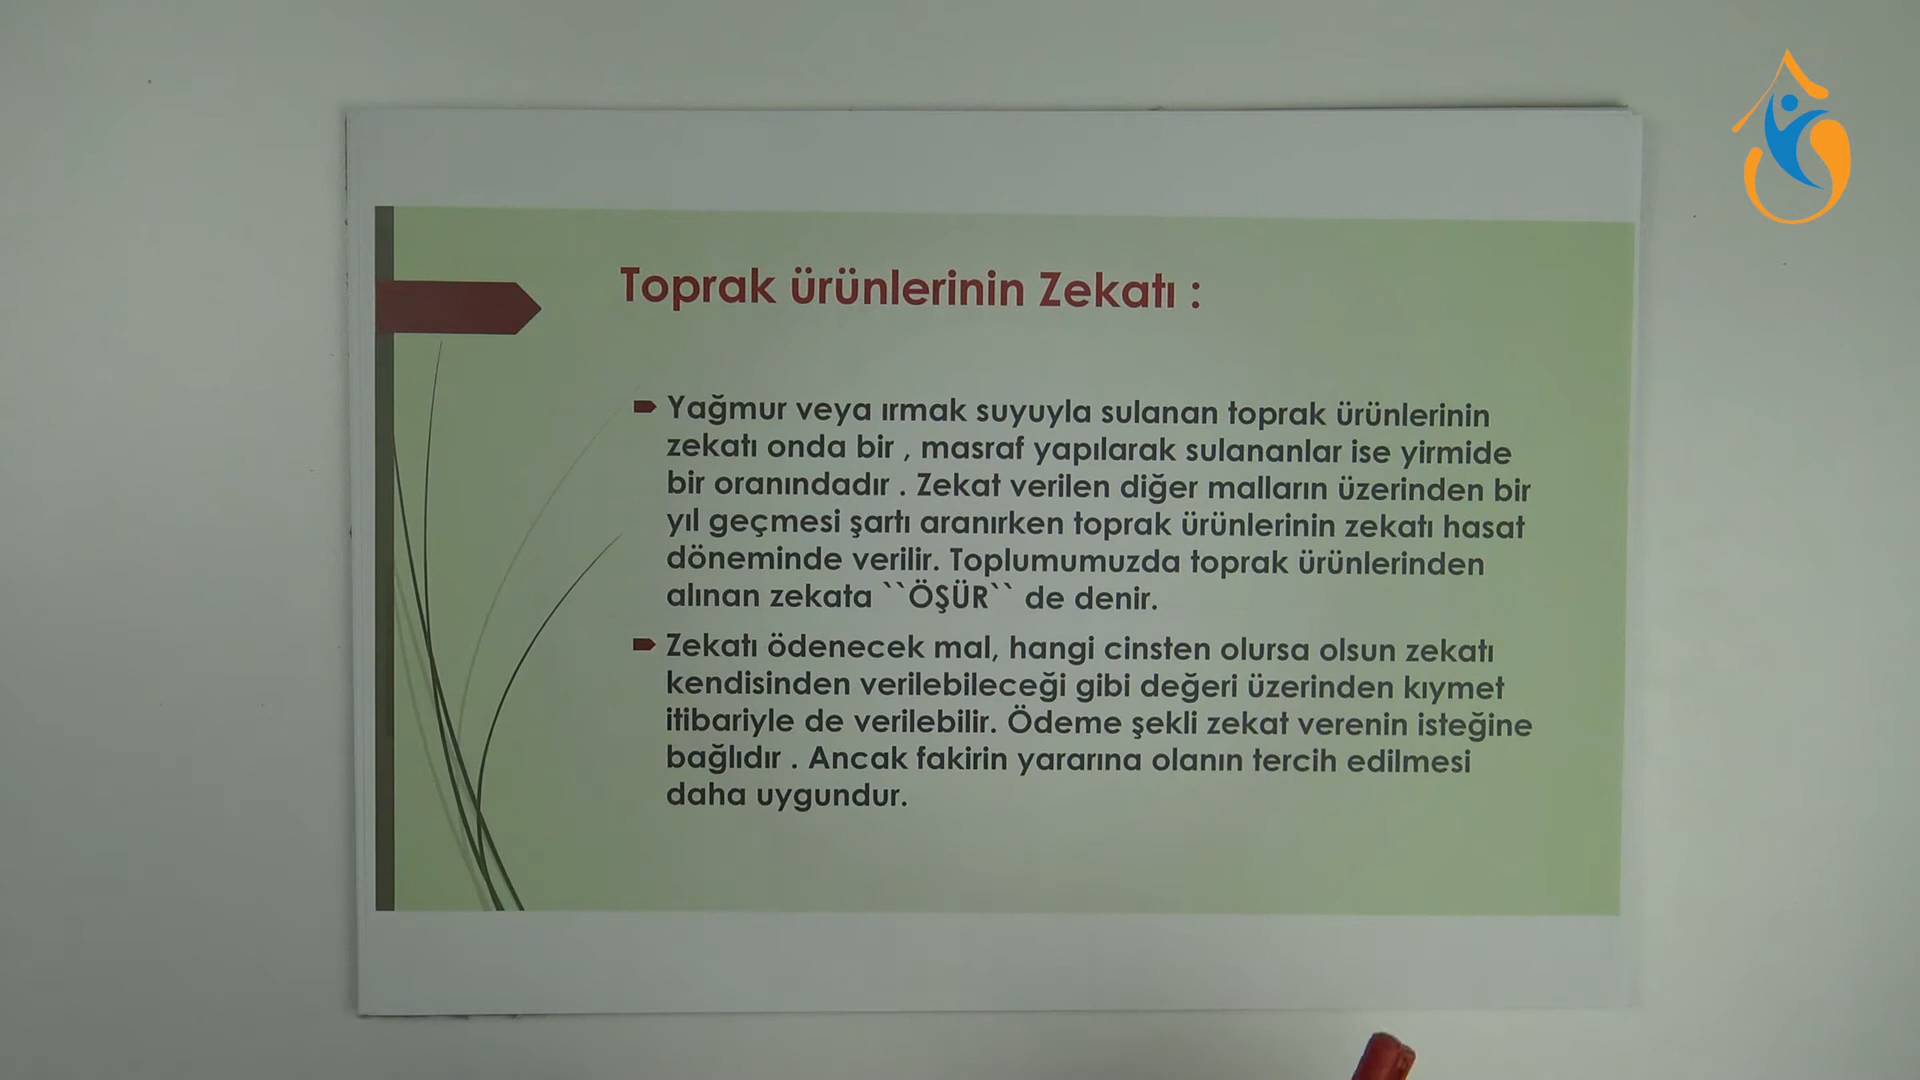 Toprak ürünlerinin Zekatı :
Yağmur veya ırmak suyuyla sulanan toprak ürünlerinin
zekatı onda bir , masraf yapılarak sulananlar ise yirmide
bir oranındadır . Zekat verilen diğer malların üzerinden bir
yıl geçmesi şartı aranırken toprak ürünlerinin zekatı hasat
döneminde verilir. Toplumumuzda toprak ürünlerinden
alınan zekata ``ÖŞÜR`` de denir.
Zekatı ödenecek mal, hangi cinsten olursa olsun zekatı
kendisinden verilebileceği gibi değeri üzerinden kıymet
itibariyle de verilebilir. Ödeme şekli zekat verenin isteğine
bağlıdır . Ancak fakirin yararına olanın tercih edilmesi
daha uygundur.